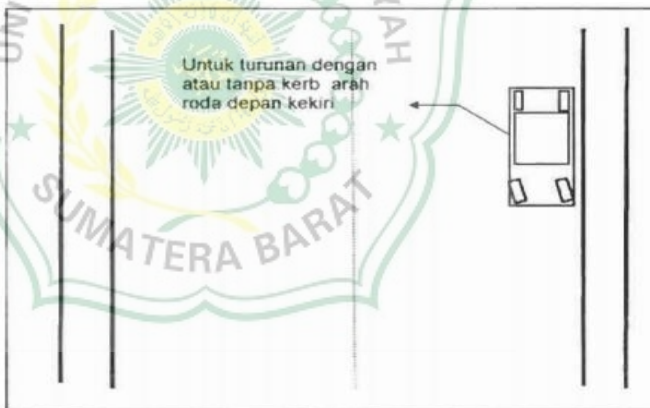 Untuk turunan dengan
atau tanpa kerb arah
roda depan kekiri
SUMATERA BARAT